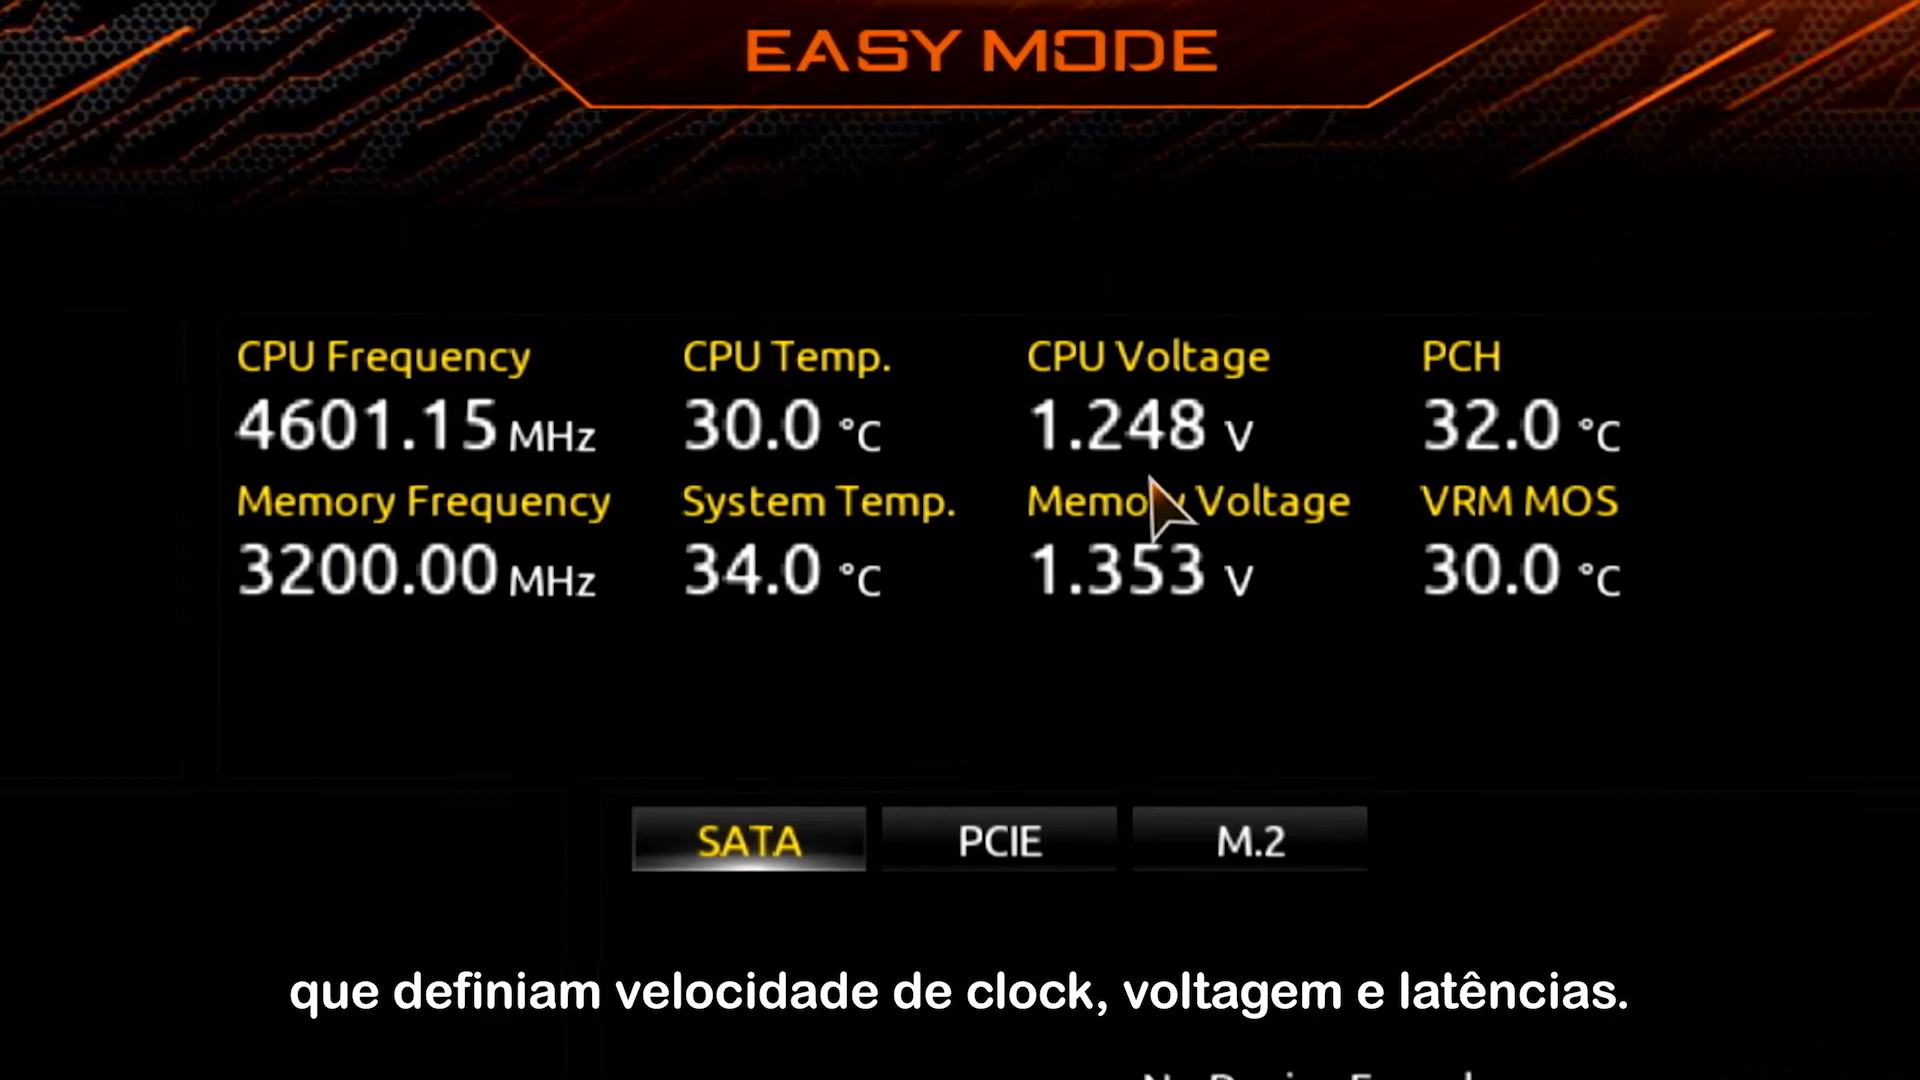 EASY MODE
CPU Frequency CPU Temp. CPU Voltage PCH
4601.15 MHz 30.0 °C 1.248 V 32.0 °C
Memory Frequency System Temp. Memory Voltage VRM MOS
3200.00 MHz 34.0 °C 1.353 V 30.0 °C
SATA PCIE M.2
que definiam velocidade de clock, voltagem e latências.